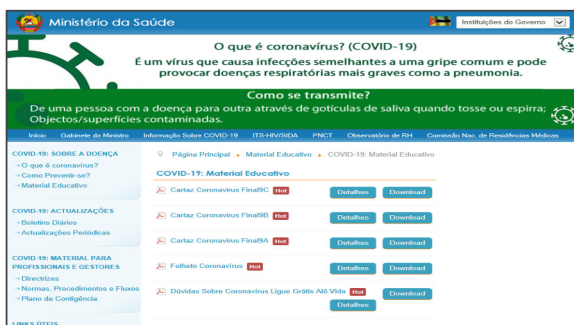 Ministério da Saúde
Instituições do Governo
O que é coronavírus? (COVID-19)
É um vírus que causa infecções semelhantes a uma gripe comum e pode
provocar doenças respiratórias mais graves como a pneumonia.
Como se transmite?
De uma pessoa com a doença para outra através de gotículas de saliva quando tosse ou espirra;
Objectos/superfícies contaminadas.
Início Gabinete da Ministro Informação Sobre COVID-19 ITS-HIV/SIDA PNCT Observatório de RH Comissão Nac. de Residências Médicas
COVID-19: SOBRE A DOENÇA
O que é coronavírus?
Como Prevenir-se?
Material Educativo
COVID-19: ACTUALIZAÇÕES
Boletins Diários
Actualizações Periódicas
COVID-19: MATERIAL PARA
PROFISSIONAIS E GESTORES
Directrizes
Normas, Procedimentos e Fluxos
Plano de Contigência
LINKS ÚTEIS
Página Principal Material Educativo COVID-19: Material Educativo
COVID-19: Material Educativo
Cartaz Coronavirus Final9C Hot Detalhes Download
Cartaz Coronavirus Final9B Hot Detalhes Download
Cartaz Coronavirus Final9A Hot Detalhes Download
Folheto Coronavirus Hot Detalhes Download
Dúvidas Sobre Coronavirus Ligue Grátis Alô Vida Hot Download
Detalhes